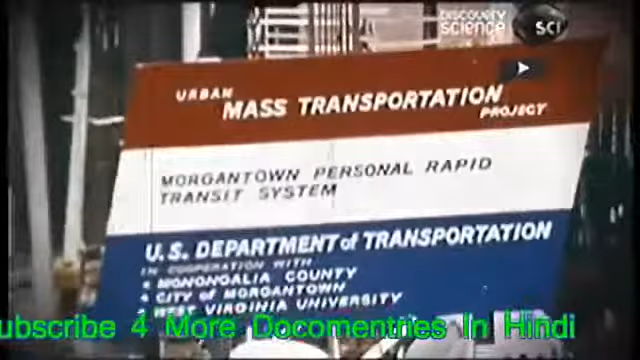 discovery
science
SCI
URBAN
MASS TRANSPORTATION
PROJECT
MORGANTOWN PERSONAL RAPID
TRANSIT SYSTEM
U.S. DEPARTMENT of TRANSPORTATION
IN COOPERATION WITH
MONONGALIA COUNTY
CITY of MORGANTOWN
WEST VIRGINIA UNIVERSITY
ubscribe 4 More Docomentries In Hindi